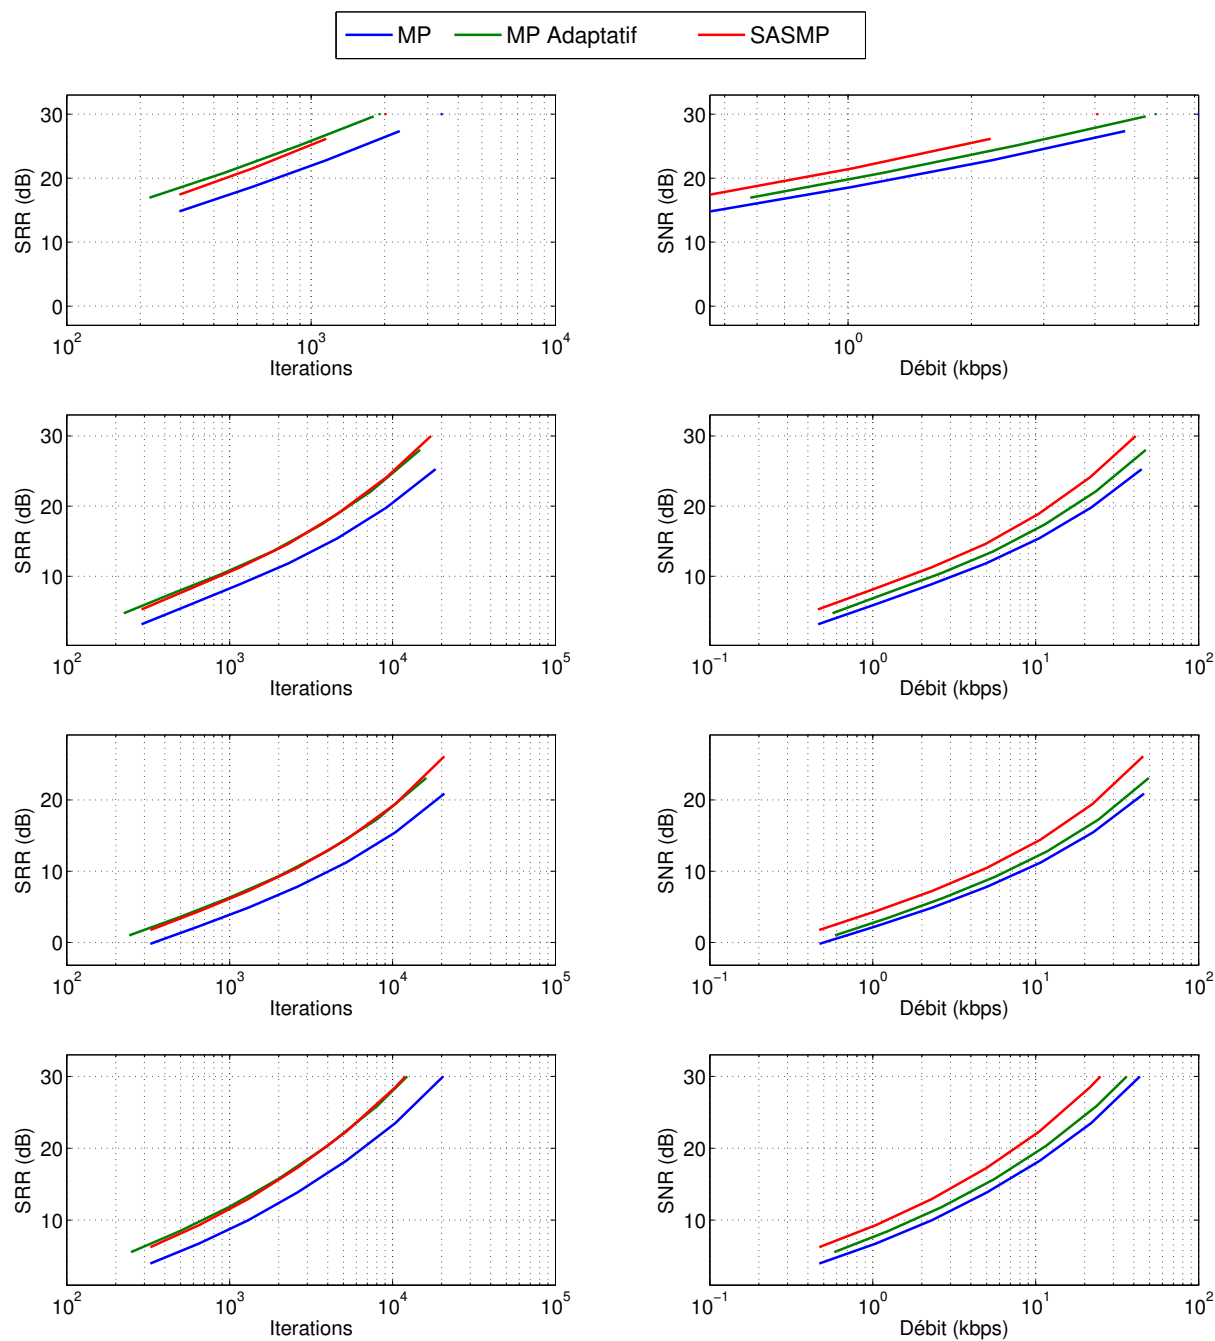 MP MP Adaptatif SASMP
30
20
10
0
SRR (dB)
10^2 10^3 10^4
Iterations
30
20
10
0
SNR (dB)
10^0
Débit (kbps)
30
20
10
SRR (dB)
10^2 10^3 10^4 10^5
Iterations
30
20
10
SNR (dB)
10^−1 10^0 10^1 10^2
Débit (kbps)
20
10
0
SRR (dB)
10^2 10^3 10^4 10^5
Iterations
20
10
0
SNR (dB)
10^−1 10^0 10^1 10^2
Débit (kbps)
30
20
10
SRR (dB)
10^2 10^3 10^4 10^5
Iterations
30
20
10
SNR (dB)
10^−1 10^0 10^1 10^2
Débit (kbps)